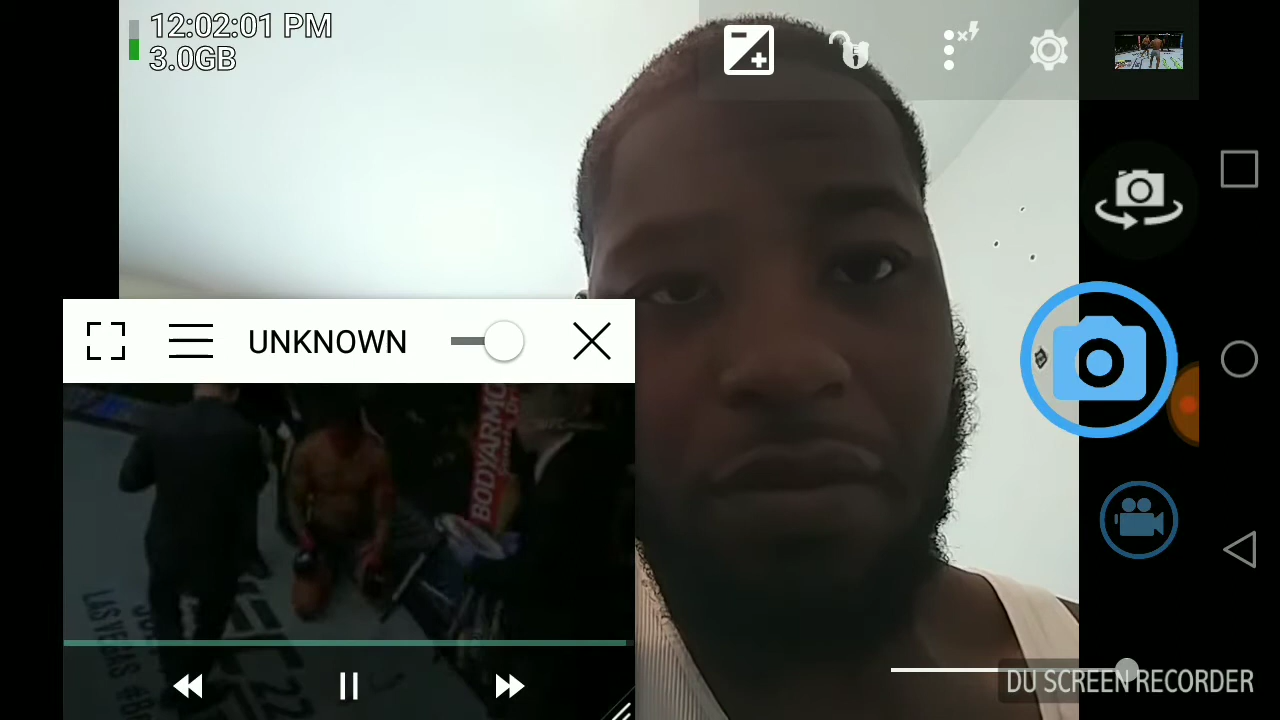 12:02:01 PM
3.0GB
UNKNOWN
BODYARMOR
LAS VEGAS
DU SCREEN RECORDER